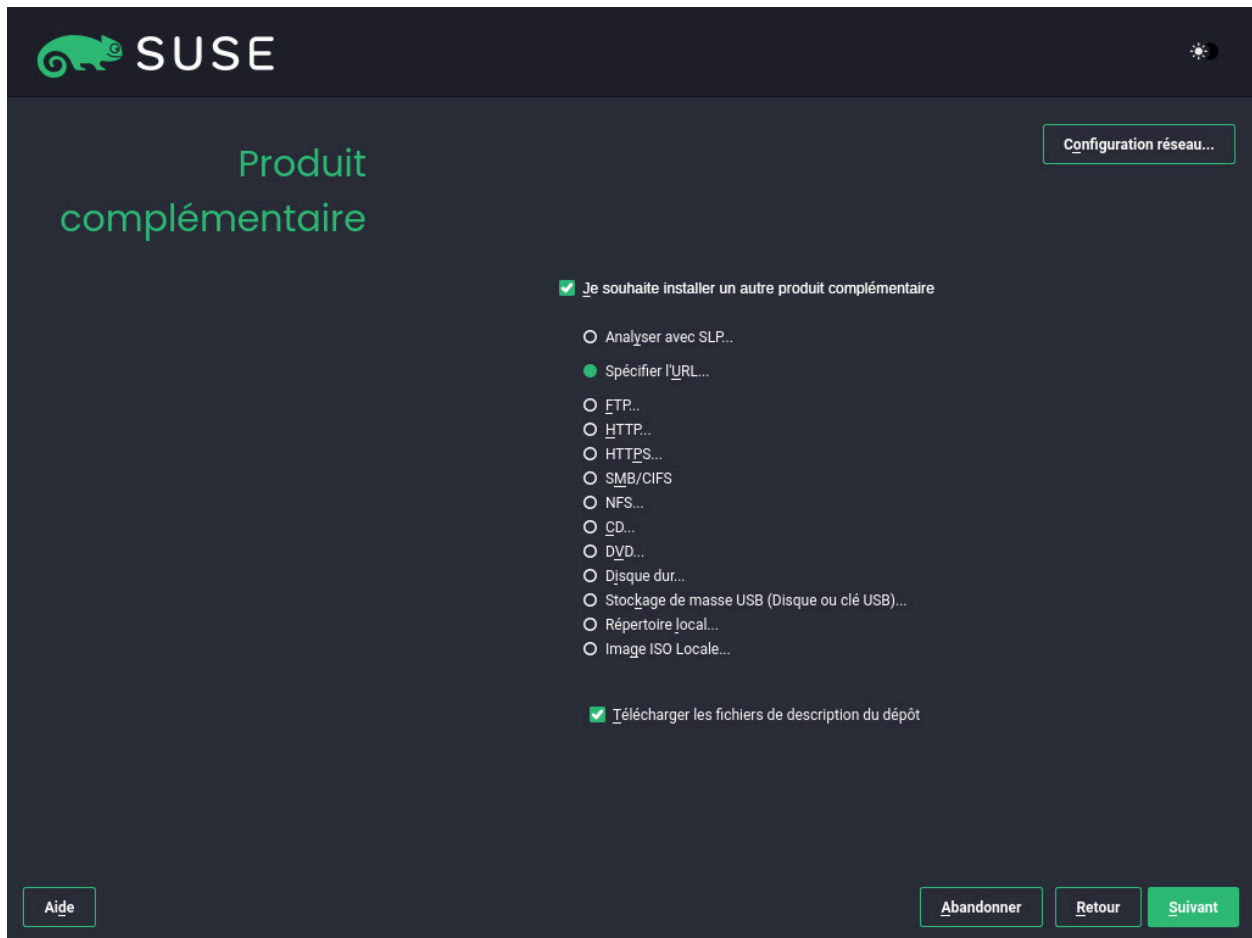 SUSE
Configuration réseau...
Produit
complémentaire
Je souhaite installer un autre produit complémentaire
Analyser avec SLP...
Spécifier l'URL...
FTP...
HTTP...
HTTPS...
SMB/CIFS
NFS...
CD...
DVD...
Disque dur...
Stockage de masse USB (Disque ou clé USB)...
Répertoire local...
Image ISO Locale...
Télécharger les fichiers de description du dépôt
Aide
Abandonner
Retour
Suivant